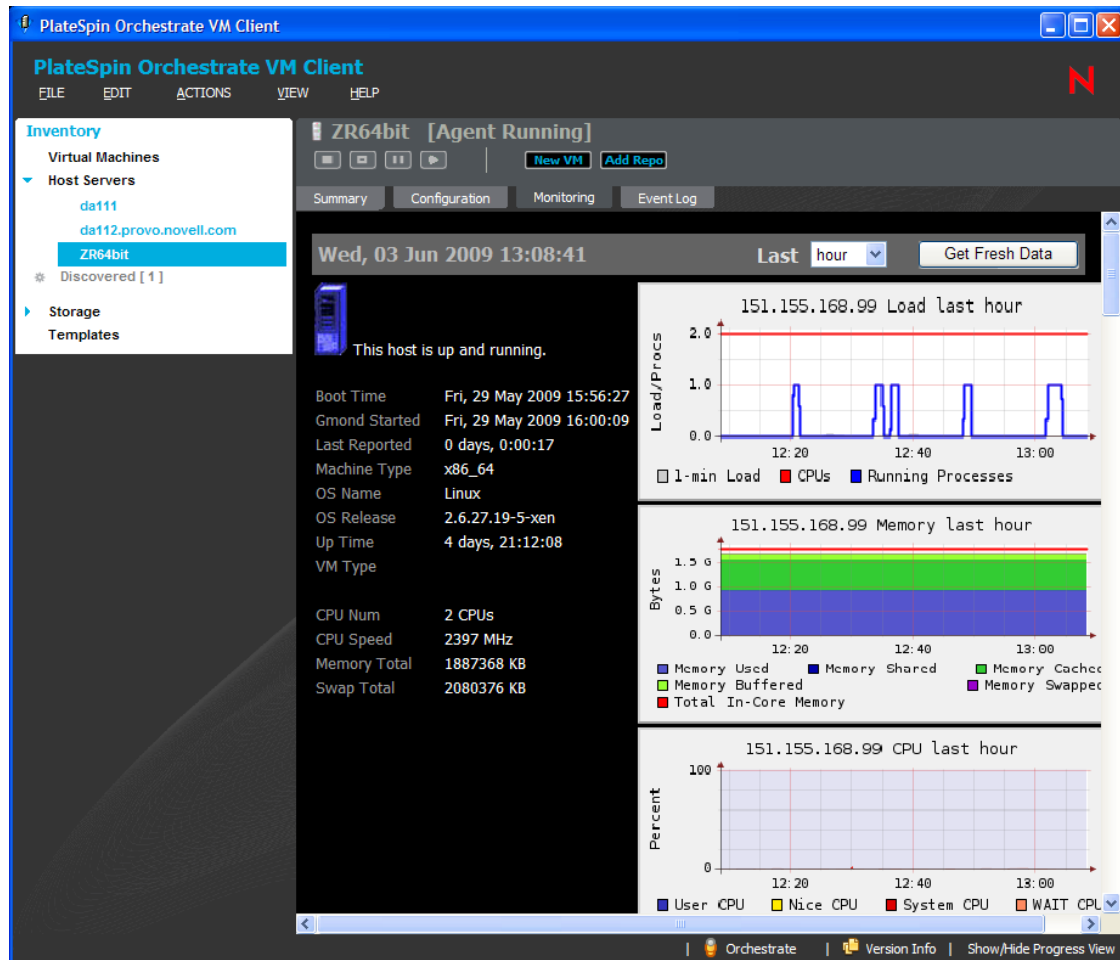 PlateSpin Orchestrate VM Client
PlateSpin Orchestrate VM Client
FILE EDIT ACTIONS VIEW HELP
N
Inventory
Virtual Machines
Host Servers
da111
da112.provo.novell.com
ZR64bit
Discovered [ 1 ]
Storage
Templates
ZR64bit [Agent Running]
New VM Add Repo
Summary Configuration Monitoring Event Log
Wed, 03 Jun 2009 13:08:41 Last hour Get Fresh Data
This host is up and running.
Boot Time Fri, 29 May 2009 15:56:27
Gmond Started Fri, 29 May 2009 16:00:09
Last Reported 0 days, 0:00:17
Machine Type x86_64
OS Name Linux
OS Release 2.6.27.19-5-xen
Up Time 4 days, 21:12:08
VM Type
CPU Num 2 CPUs
CPU Speed 2397 MHz
Memory Total 1887368 KB
Swap Total 2080376 KB
151.155.168.99 Load last hour
Load/Procs
2.0
1.0
0.0
12:20 12:40 13:00
1-min Load CPUs Running Processes
151.155.168.99 Memory last hour
Bytes
1.5 G
1.0 G
0.5 G
0.0
12:20 12:40 13:00
Memory Used Memory Shared Memory Cached
Memory Buffered Memory Swapped
Total In-Core Memory
151.155.168.99 CPU last hour
Percent
100
0
12:20 12:40 13:00
User CPU Nice CPU System CPU WAIT CPU
Orchestrate | Version Info | Show/Hide Progress View